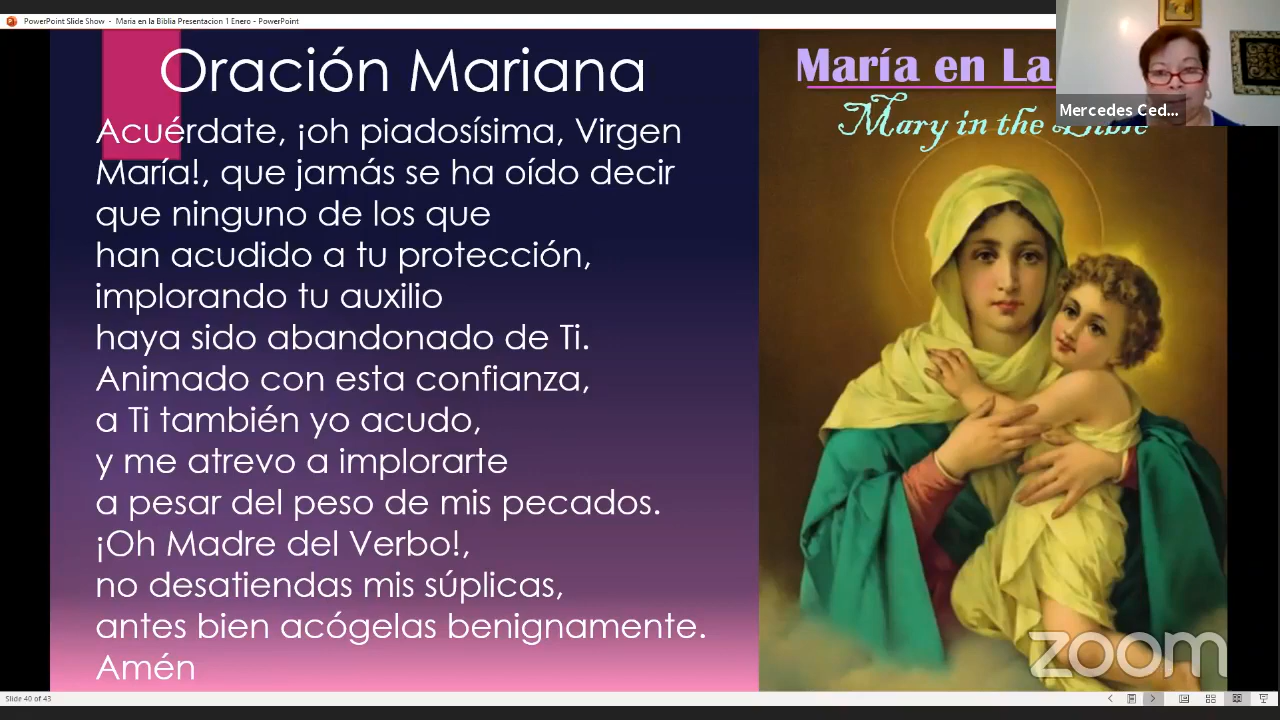 PowerPoint Slide Show - Maria en la Biblia Presentacion 1 Enero - PowerPoint
Oración Mariana
Acuérdate, ¡oh piadosísima, Virgen
María!, que jamás se ha oído decir
que ninguno de los que
han acudido a tu protección,
implorando tu auxilio
haya sido abandonado de Ti.
Animado con esta confianza,
a Ti también yo acudo,
y me atrevo a implorarte
a pesar del peso de mis pecados.
¡Oh Madre del Verbo!,
no desatiendas mis súplicas,
antes bien acógelas benignamente.
Amén
María en La
Mary in the Bible
Mercedes Ced...
zoom
Slide 40 of 43